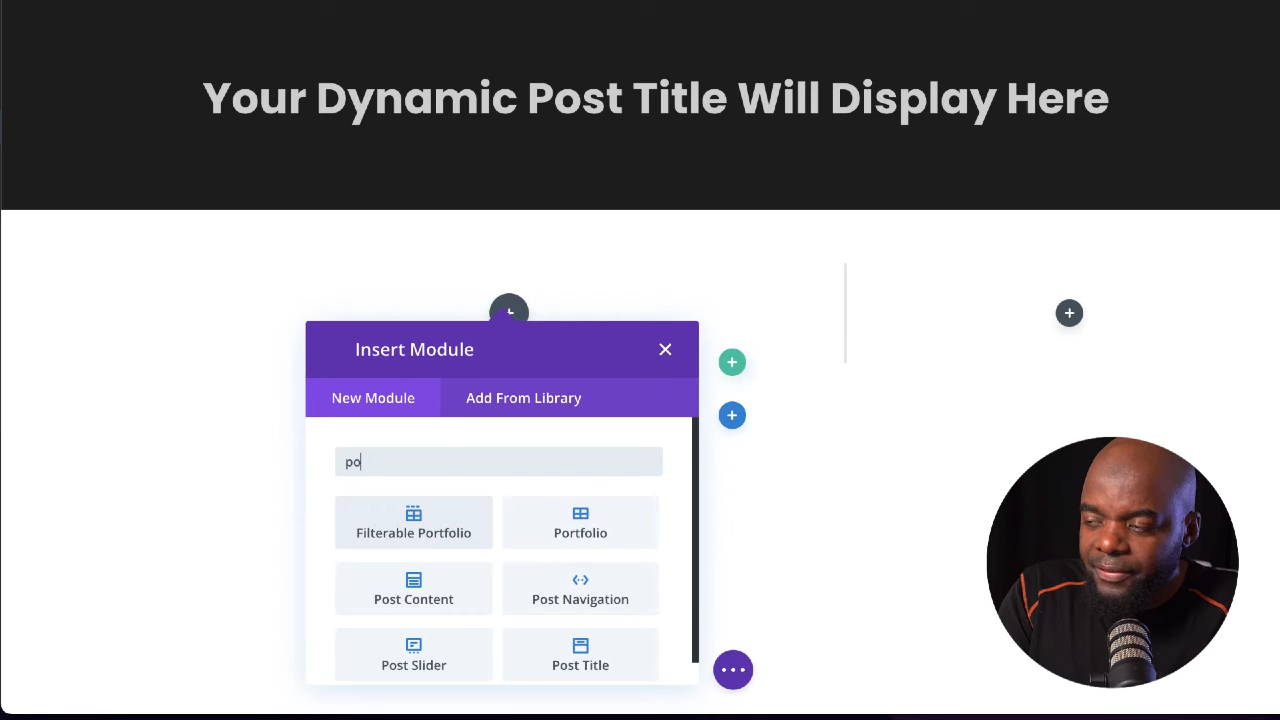 Your Dynamic Post Title Will Display Here
Insert Module
New Module
Add From Library
po
Filterable Portfolio
Portfolio
Post Content
Post Navigation
Post Slider
Post Title